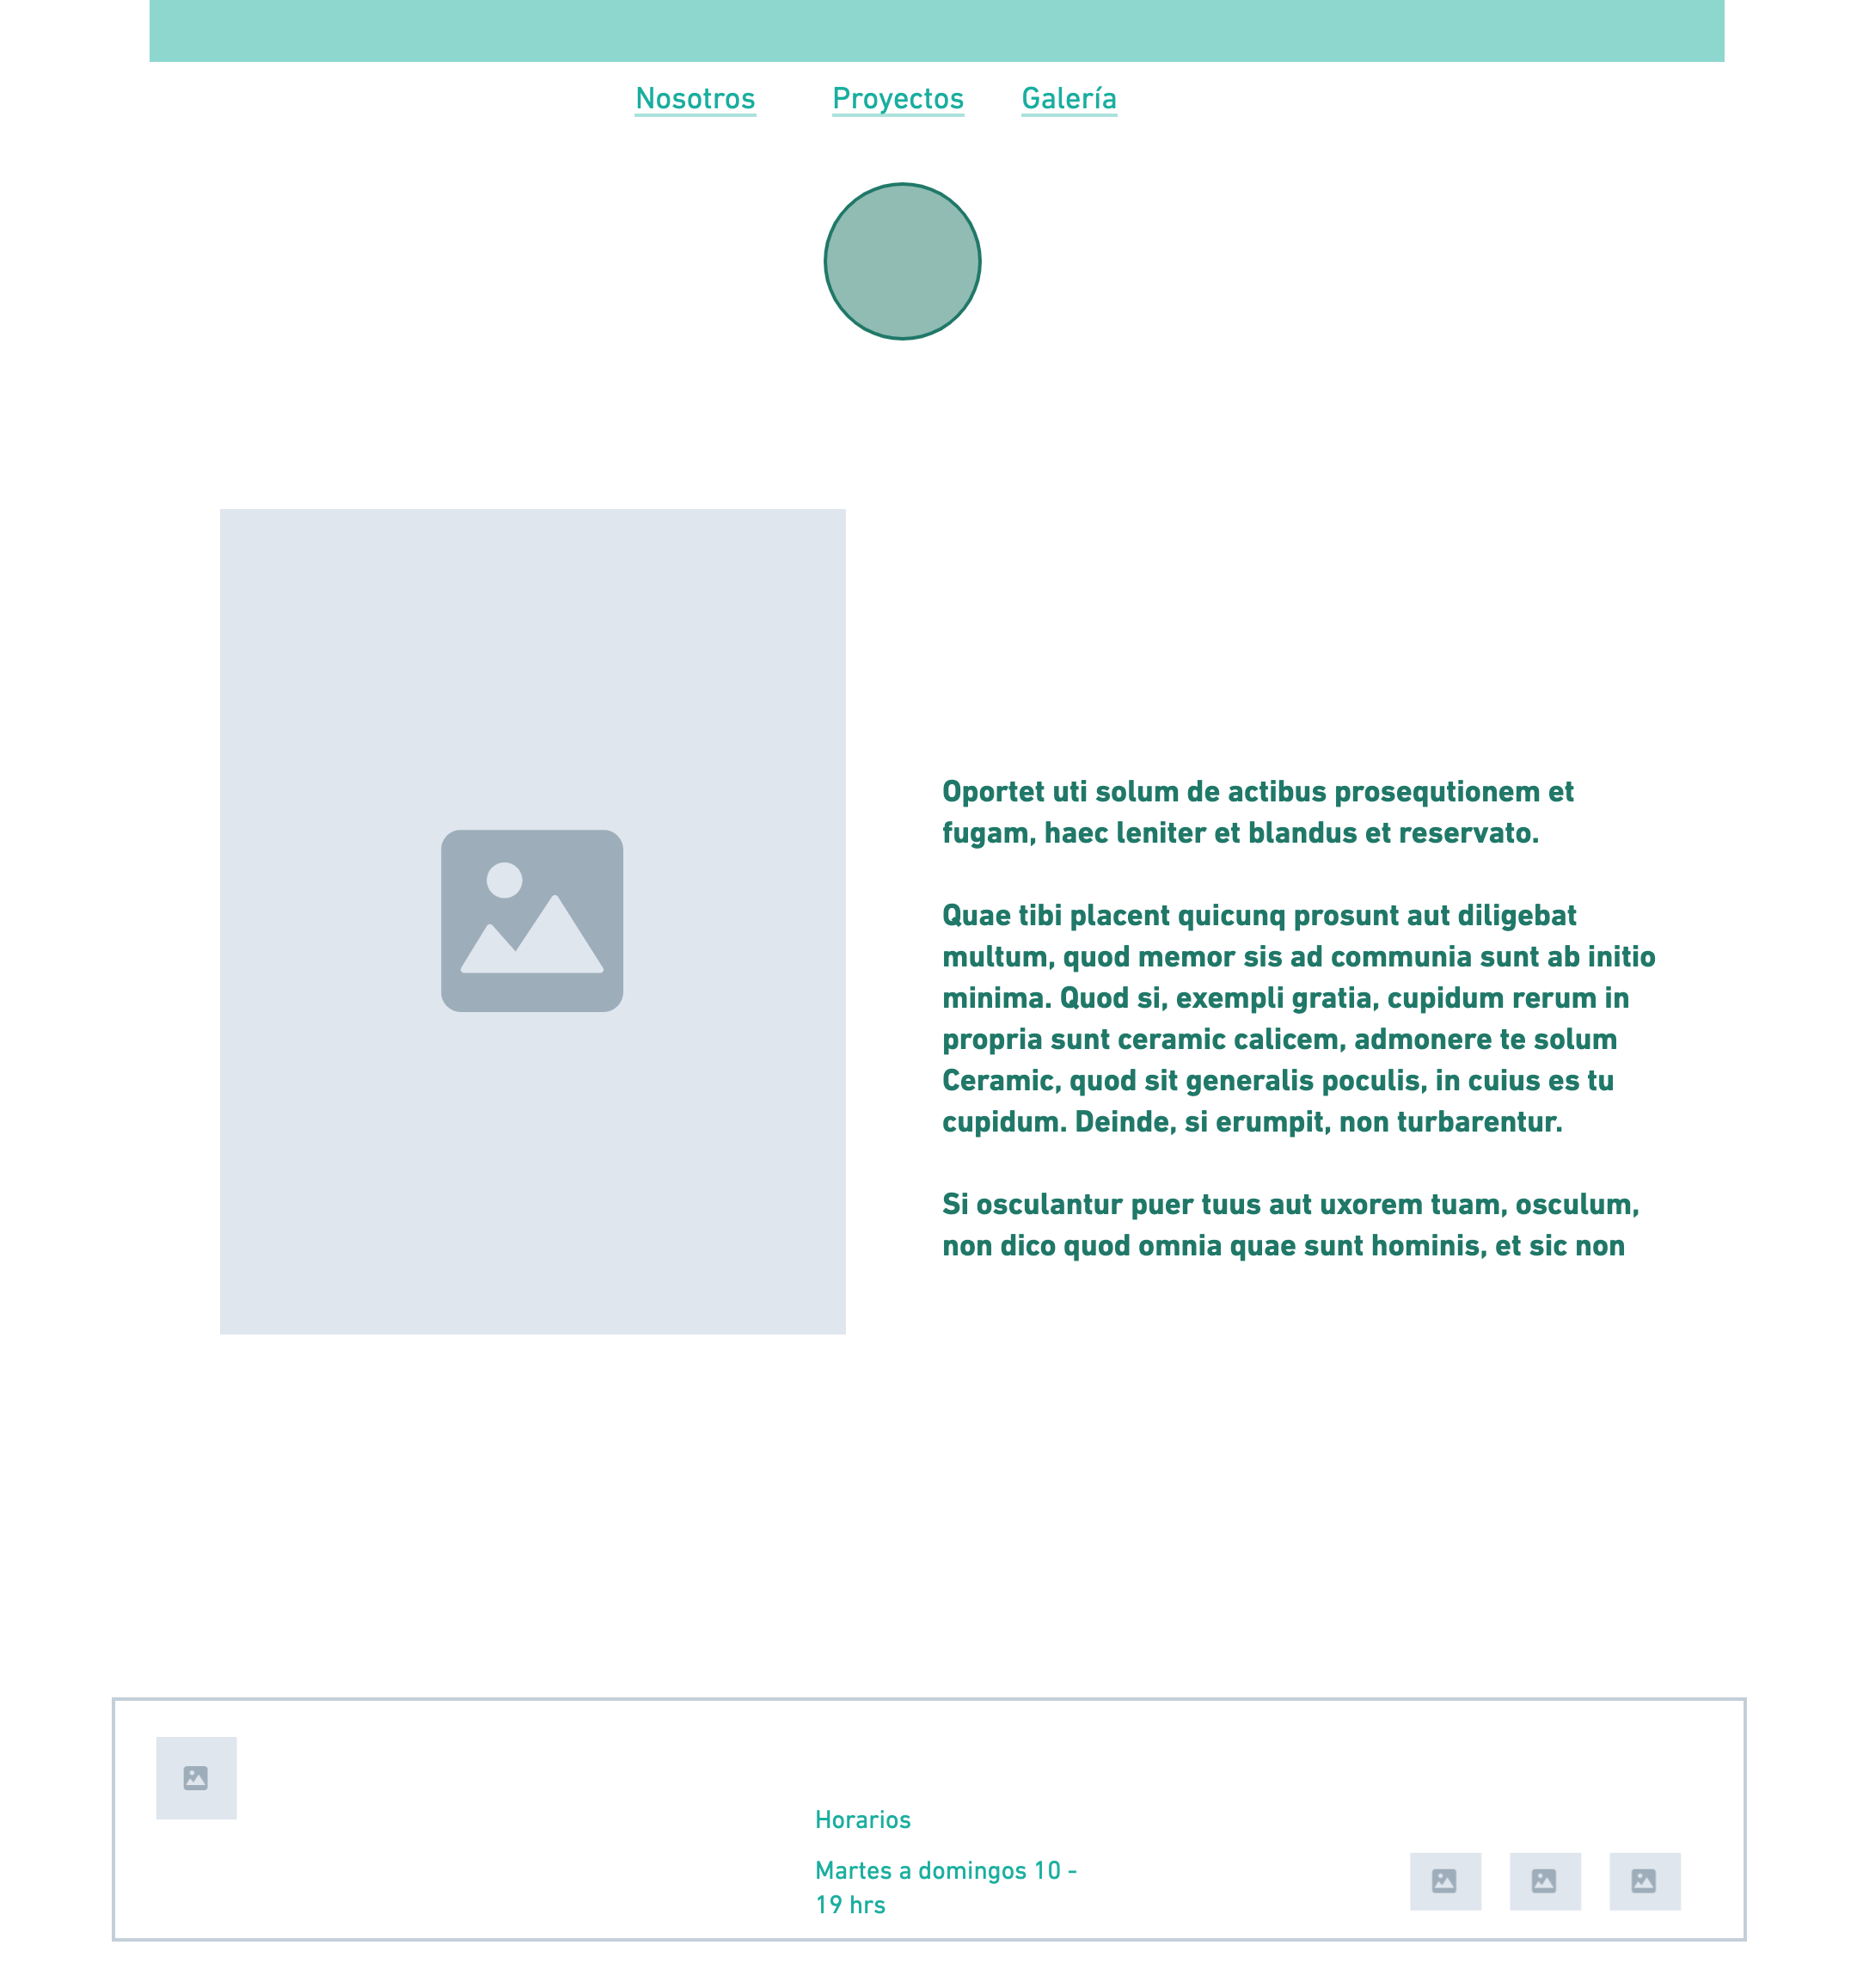 Nosotros Proyectos Galería
Oportet uti solum de actibus prosequtionem et
fugam, haec leniter et blandus et reservato.
Quae tibi placent quicunq prosunt aut diligebat
multum, quod memor sis ad communia sunt ab initio
minima. Quod si, exempli gratia, cupidum rerum in
propria sunt ceramic calicem, admonere te solum
Ceramic, quod sit generalis poculis, in cuius es tu
cupidum. Deinde, si erumpit, non turbarentur.
Si osculantur puer tuus aut uxorem tuam, osculum,
non dico quod omnia quae sunt hominis, et sic non
Horarios
Martes a domingos 10 -
19 hrs